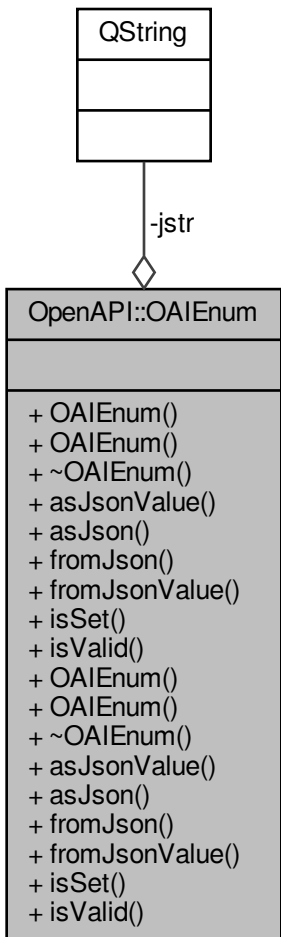 QString
-jstr
OpenAPI::OAIEnum
+ OAIEnum()
+ OAIEnum()
+ ~OAIEnum()
+ asJsonValue()
+ asJson()
+ fromJson()
+ fromJsonValue()
+ isSet()
+ isValid()
+ OAIEnum()
+ OAIEnum()
+ ~OAIEnum()
+ asJsonValue()
+ asJson()
+ fromJson()
+ fromJsonValue()
+ isSet()
+ isValid()